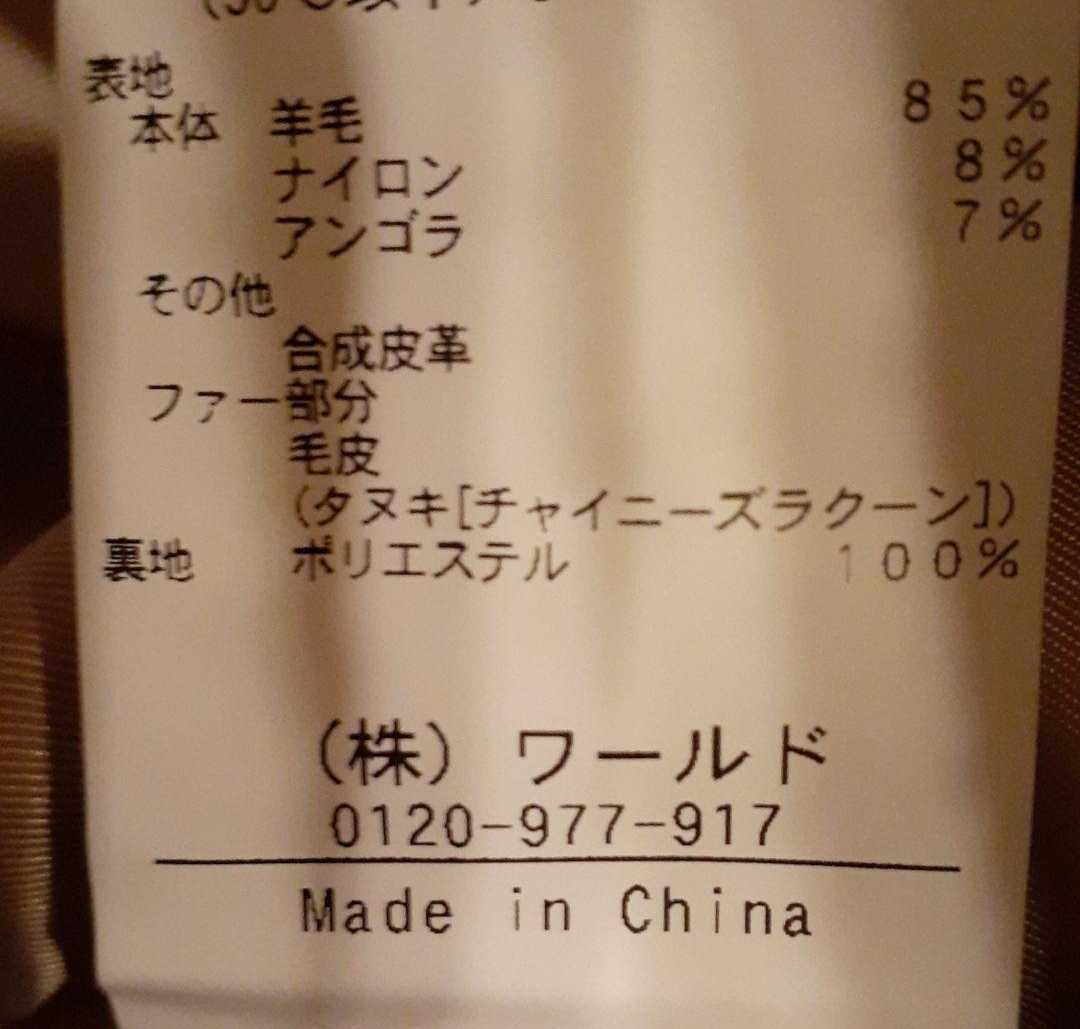 表地
本体 羊毛 85%
ナイロン 8%
アンゴラ 7%
その他
合成皮革
ファー部分
毛皮
(タヌキ[チャイニーズラクーン])
裏地 ポリエステル 100%
(株) ワールド
0120-977-917
Made in China